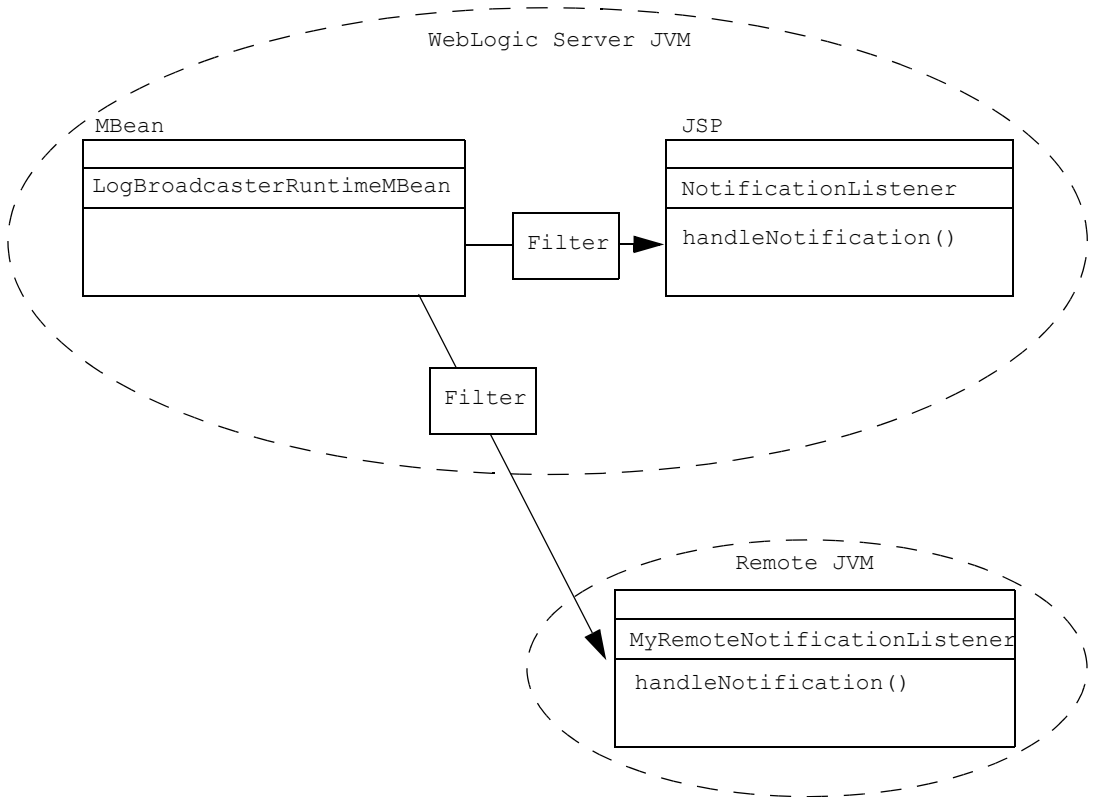 WebLogic Server JVM
MBean
LogBroadcasterRuntimeMBean
Filter
JSP
NotificationListener
handleNotification()
Filter
Remote JVM
MyRemoteNotificationListener
handleNotification()